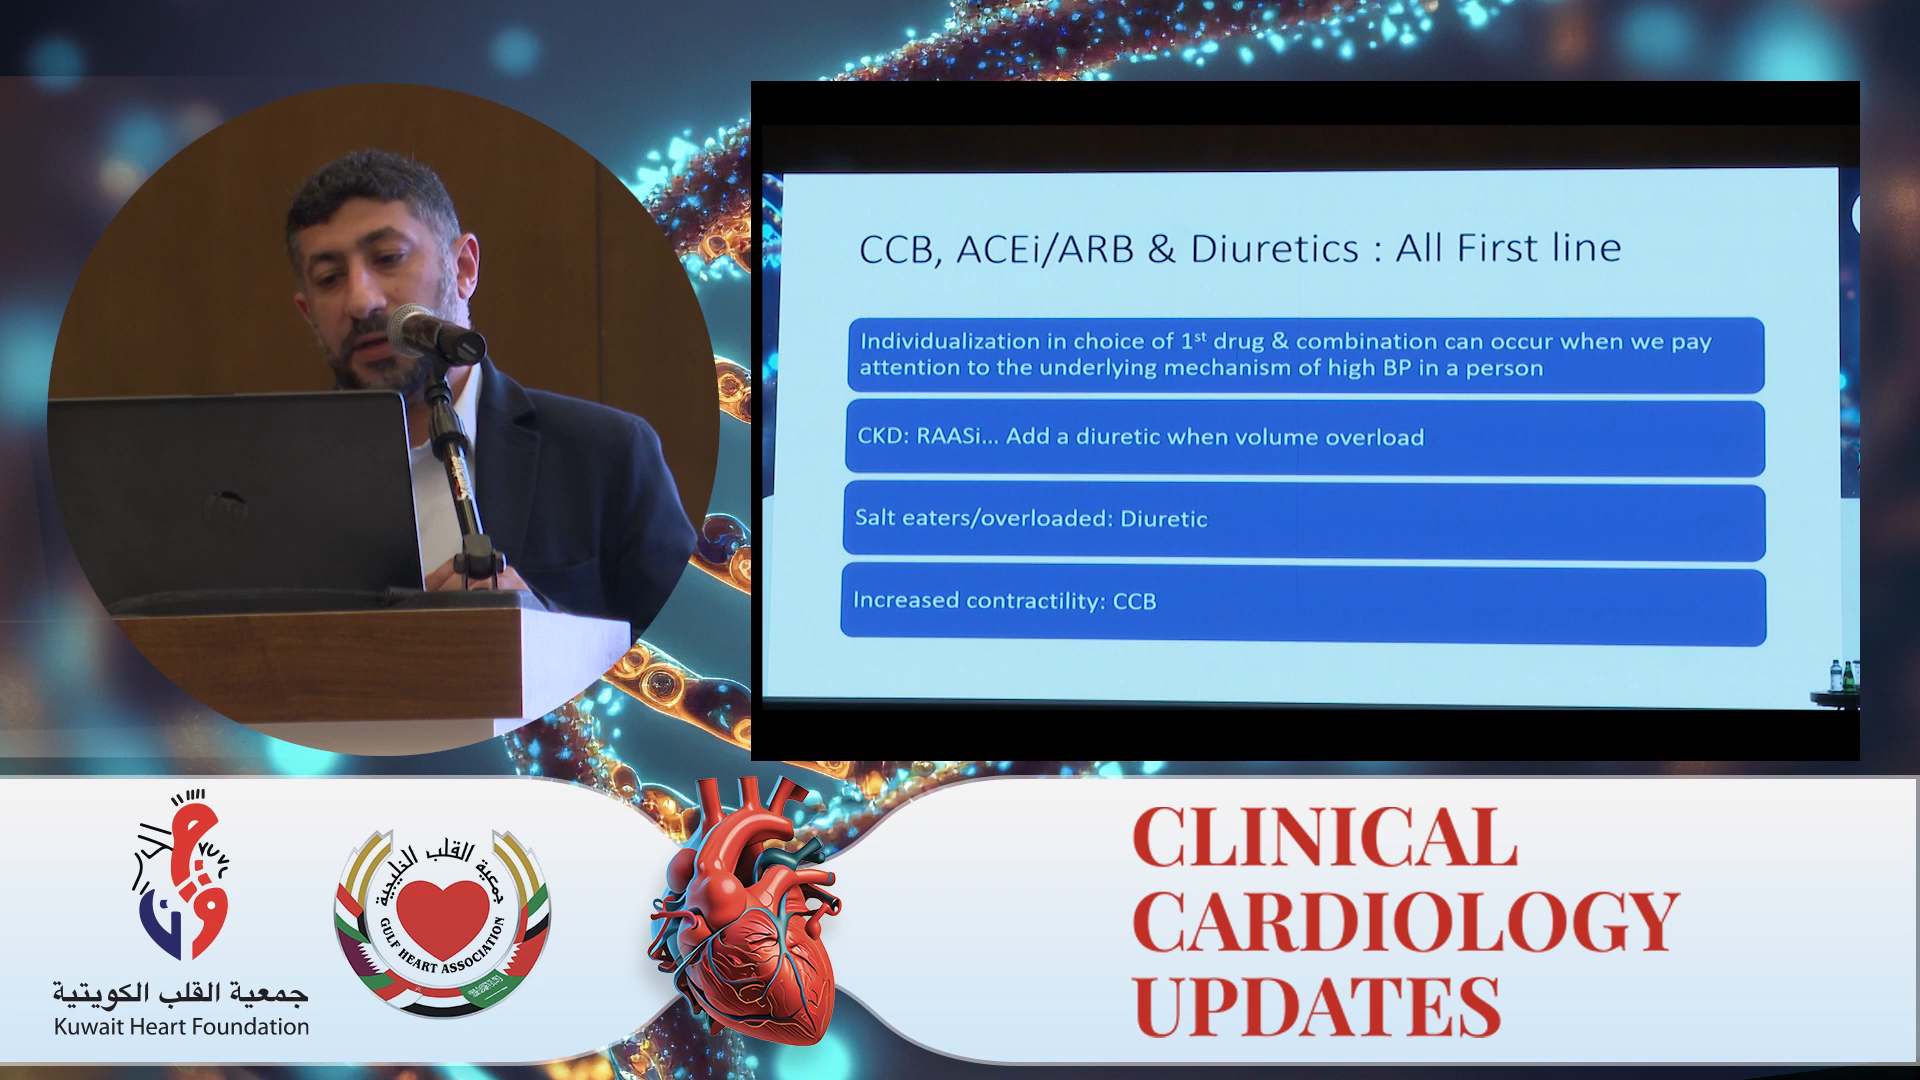 CCB, ACEi/ARB & Diuretics : All First line
Individualization in choice of 1st drug & combination can occur when we pay
attention to the underlying mechanism of high BP in a person
CKD: RAASi... Add a diuretic when volume overload
Salt eaters/overloaded: Diuretic
Increased contractility: CCB
جمعية القلب الكويتية
Kuwait Heart Foundation
جمعية القلب الخليجية
GULF HEART ASSOCIATION
CLINICAL
CARDIOLOGY
UPDATES